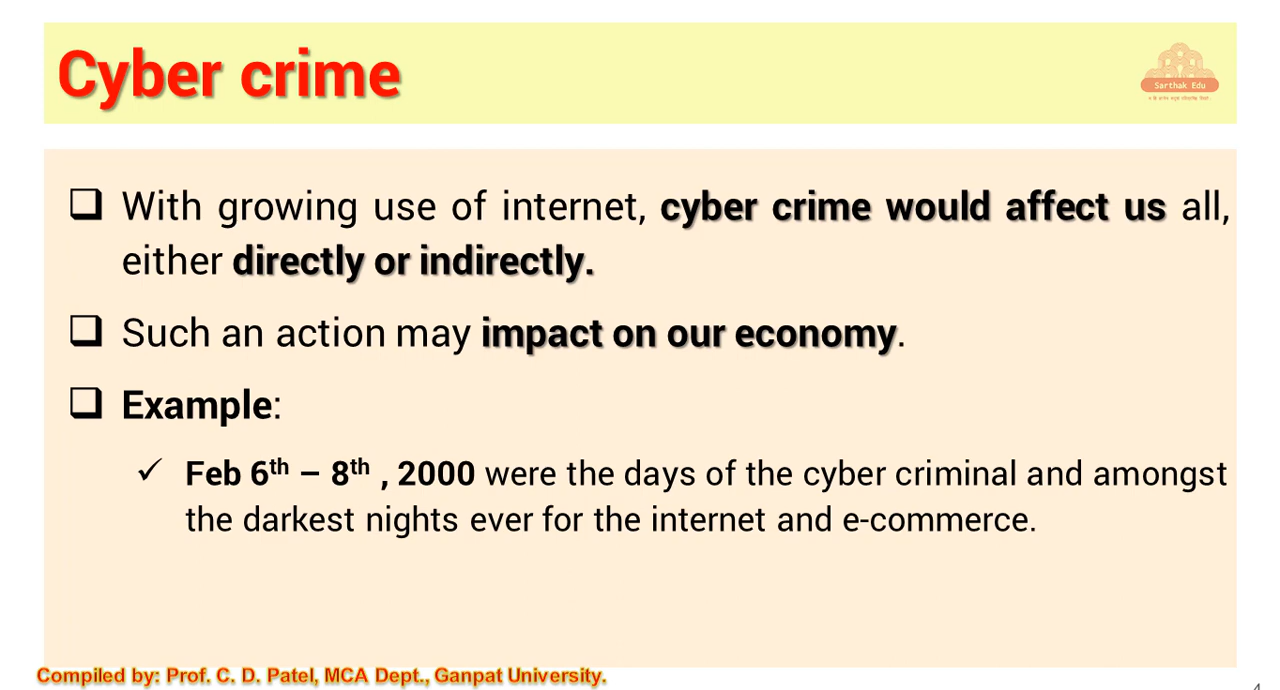 Cyber crime
Sarthak Edu
❑ With growing use of internet, cyber crime would affect us all,
either directly or indirectly.
❑ Such an action may impact on our economy.
❑ Example:
✓ Feb 6th – 8th , 2000 were the days of the cyber criminal and amongst
the darkest nights ever for the internet and e-commerce.
Compiled by: Prof. C. D. Patel, MCA Dept., Ganpat University.
4